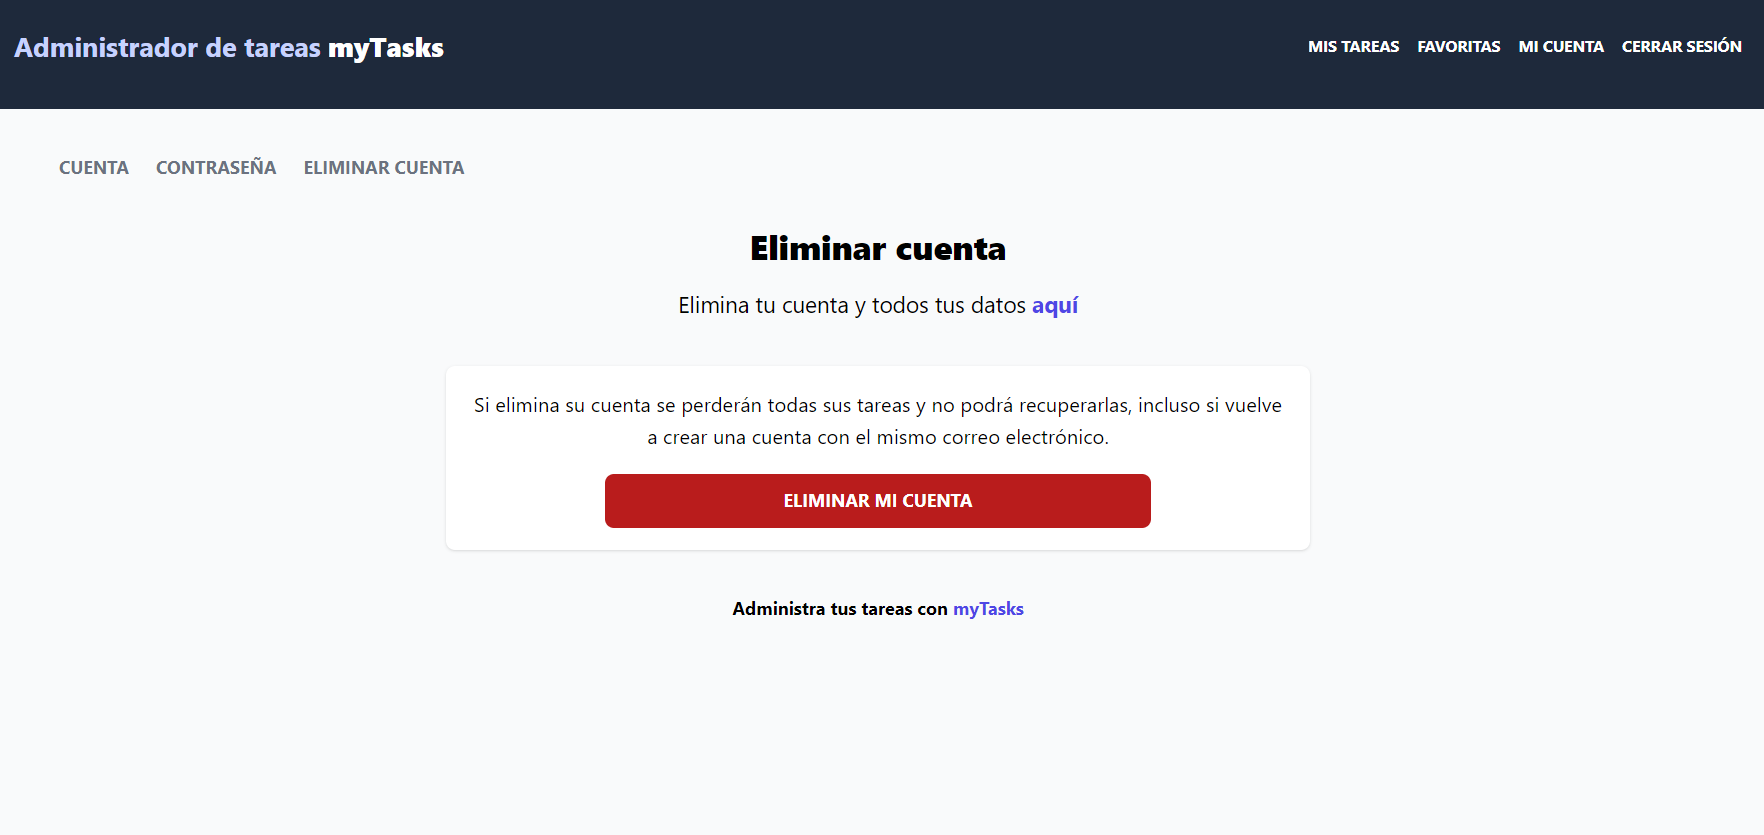 Administrador de tareas myTasks
MIS TAREAS FAVORITAS MI CUENTA CERRAR SESIÓN
CUENTA CONTRASEÑA ELIMINAR CUENTA
Eliminar cuenta
Elimina tu cuenta y todos tus datos aquí
Si elimina su cuenta se perderán todas sus tareas y no podrá recuperarlas, incluso si vuelve
a crear una cuenta con el mismo correo electrónico.
ELIMINAR MI CUENTA
Administra tus tareas con myTasks